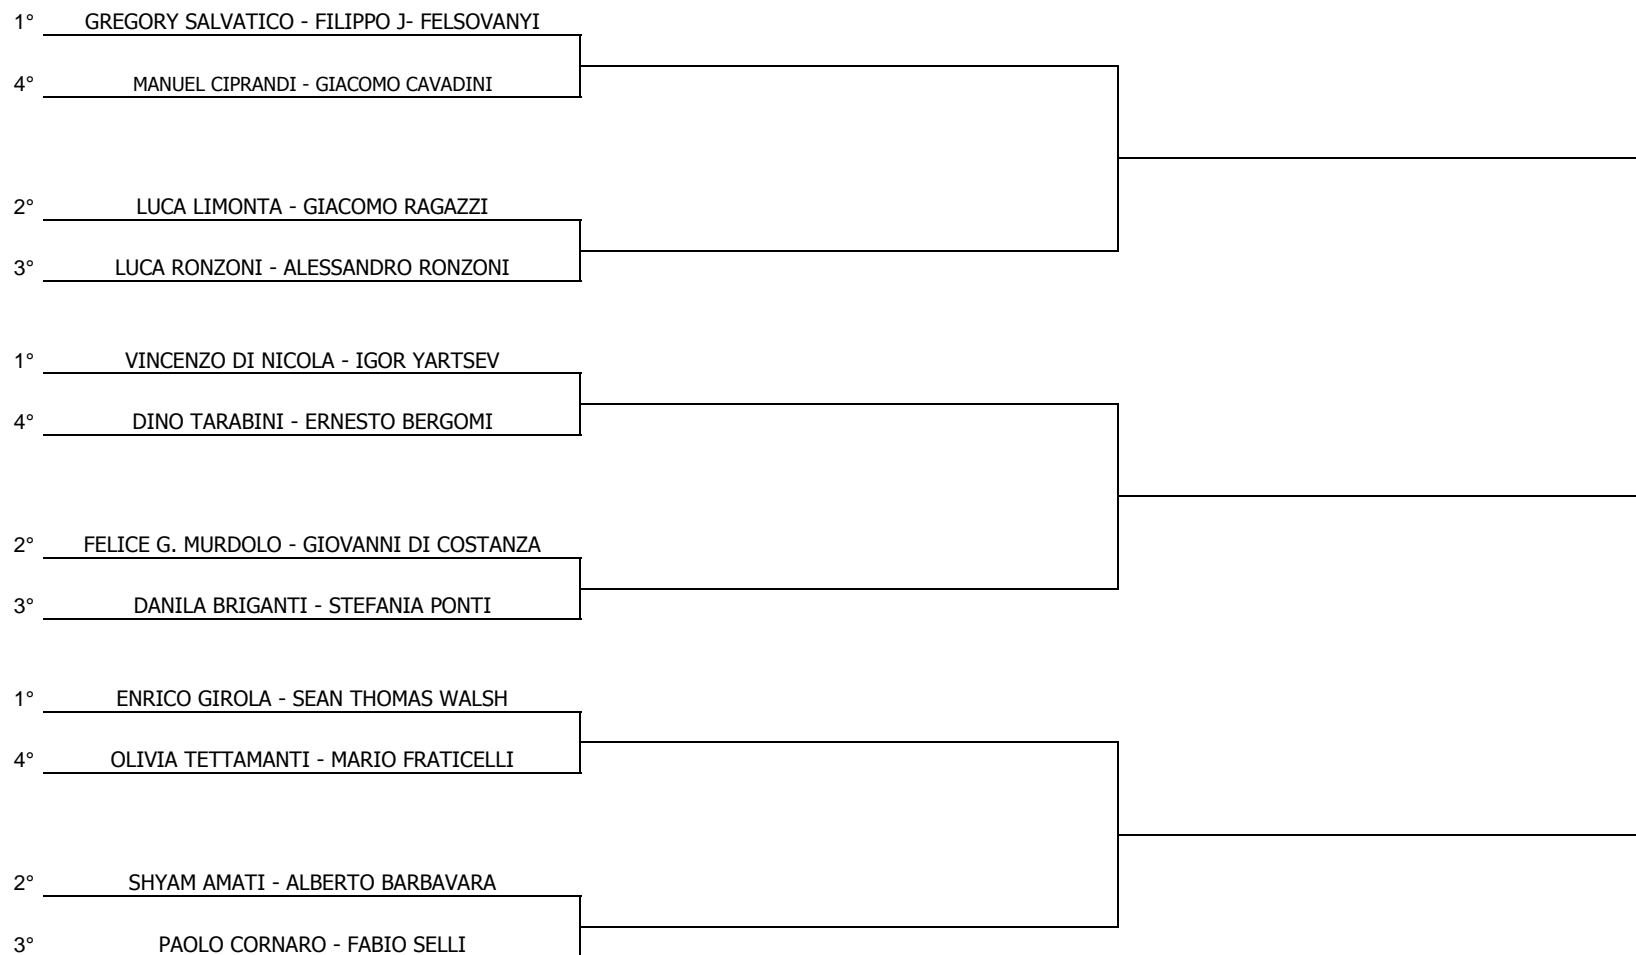 1° GREGORY SALVATICO - FILIPPO J- FELSOVANYI
4° MANUEL CIPRANDI - GIACOMO CAVADINI
2° LUCA LIMONTA - GIACOMO RAGAZZI
3° LUCA RONZONI - ALESSANDRO RONZONI
1° VINCENZO DI NICOLA - IGOR YARTSEV
4° DINO TARABINI - ERNESTO BERGOMI
2° FELICE G. MURDOLO - GIOVANNI DI COSTANZA
3° DANILA BRIGANTI - STEFANIA PONTI
1° ENRICO GIROLA - SEAN THOMAS WALSH
4° OLIVIA TETTAMANTI - MARIO FRATICELLI
2° SHYAM AMATI - ALBERTO BARBAVARA
3° PAOLO CORNARO - FABIO SELLI